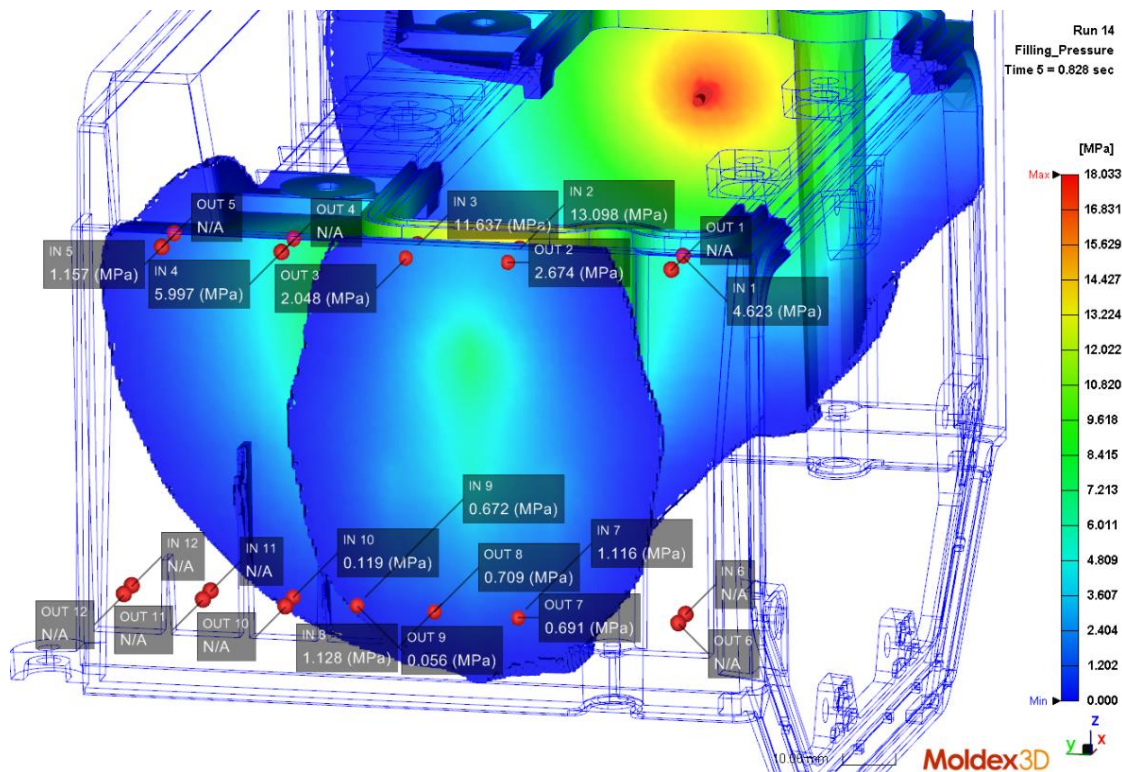 Run 14
Filling_Pressure
Time 5 = 0.828 sec
[MPa]
Max
18.033
16.831
15.629
14.427
13.224
12.022
10.820
9.618
8.415
7.213
6.011
4.809
3.607
2.404
1.202
Min
0.000
OUT 5
N/A
OUT 4
N/A
IN 3
11.637 (MPa)
IN 2
13.098 (MPa)
OUT 1
N/A
IN 5
1.157 (MPa)
IN 4
5.997 (MPa)
OUT 3
2.048 (MPa)
OUT 2
2.674 (MPa)
IN 1
4.623 (MPa)
IN 9
0.672 (MPa)
IN 12
N/A
IN 11
N/A
IN 10
0.119 (MPa)
OUT 8
0.709 (MPa)
IN 7
1.116 (MPa)
IN 6
N/A
OUT 12
N/A
OUT 11
N/A
OUT 10
N/A
IN 8
1.128 (MPa)
OUT 9
0.056 (MPa)
OUT 7
0.691 (MPa)
OUT 6
N/A
z
y
x
Moldex3D